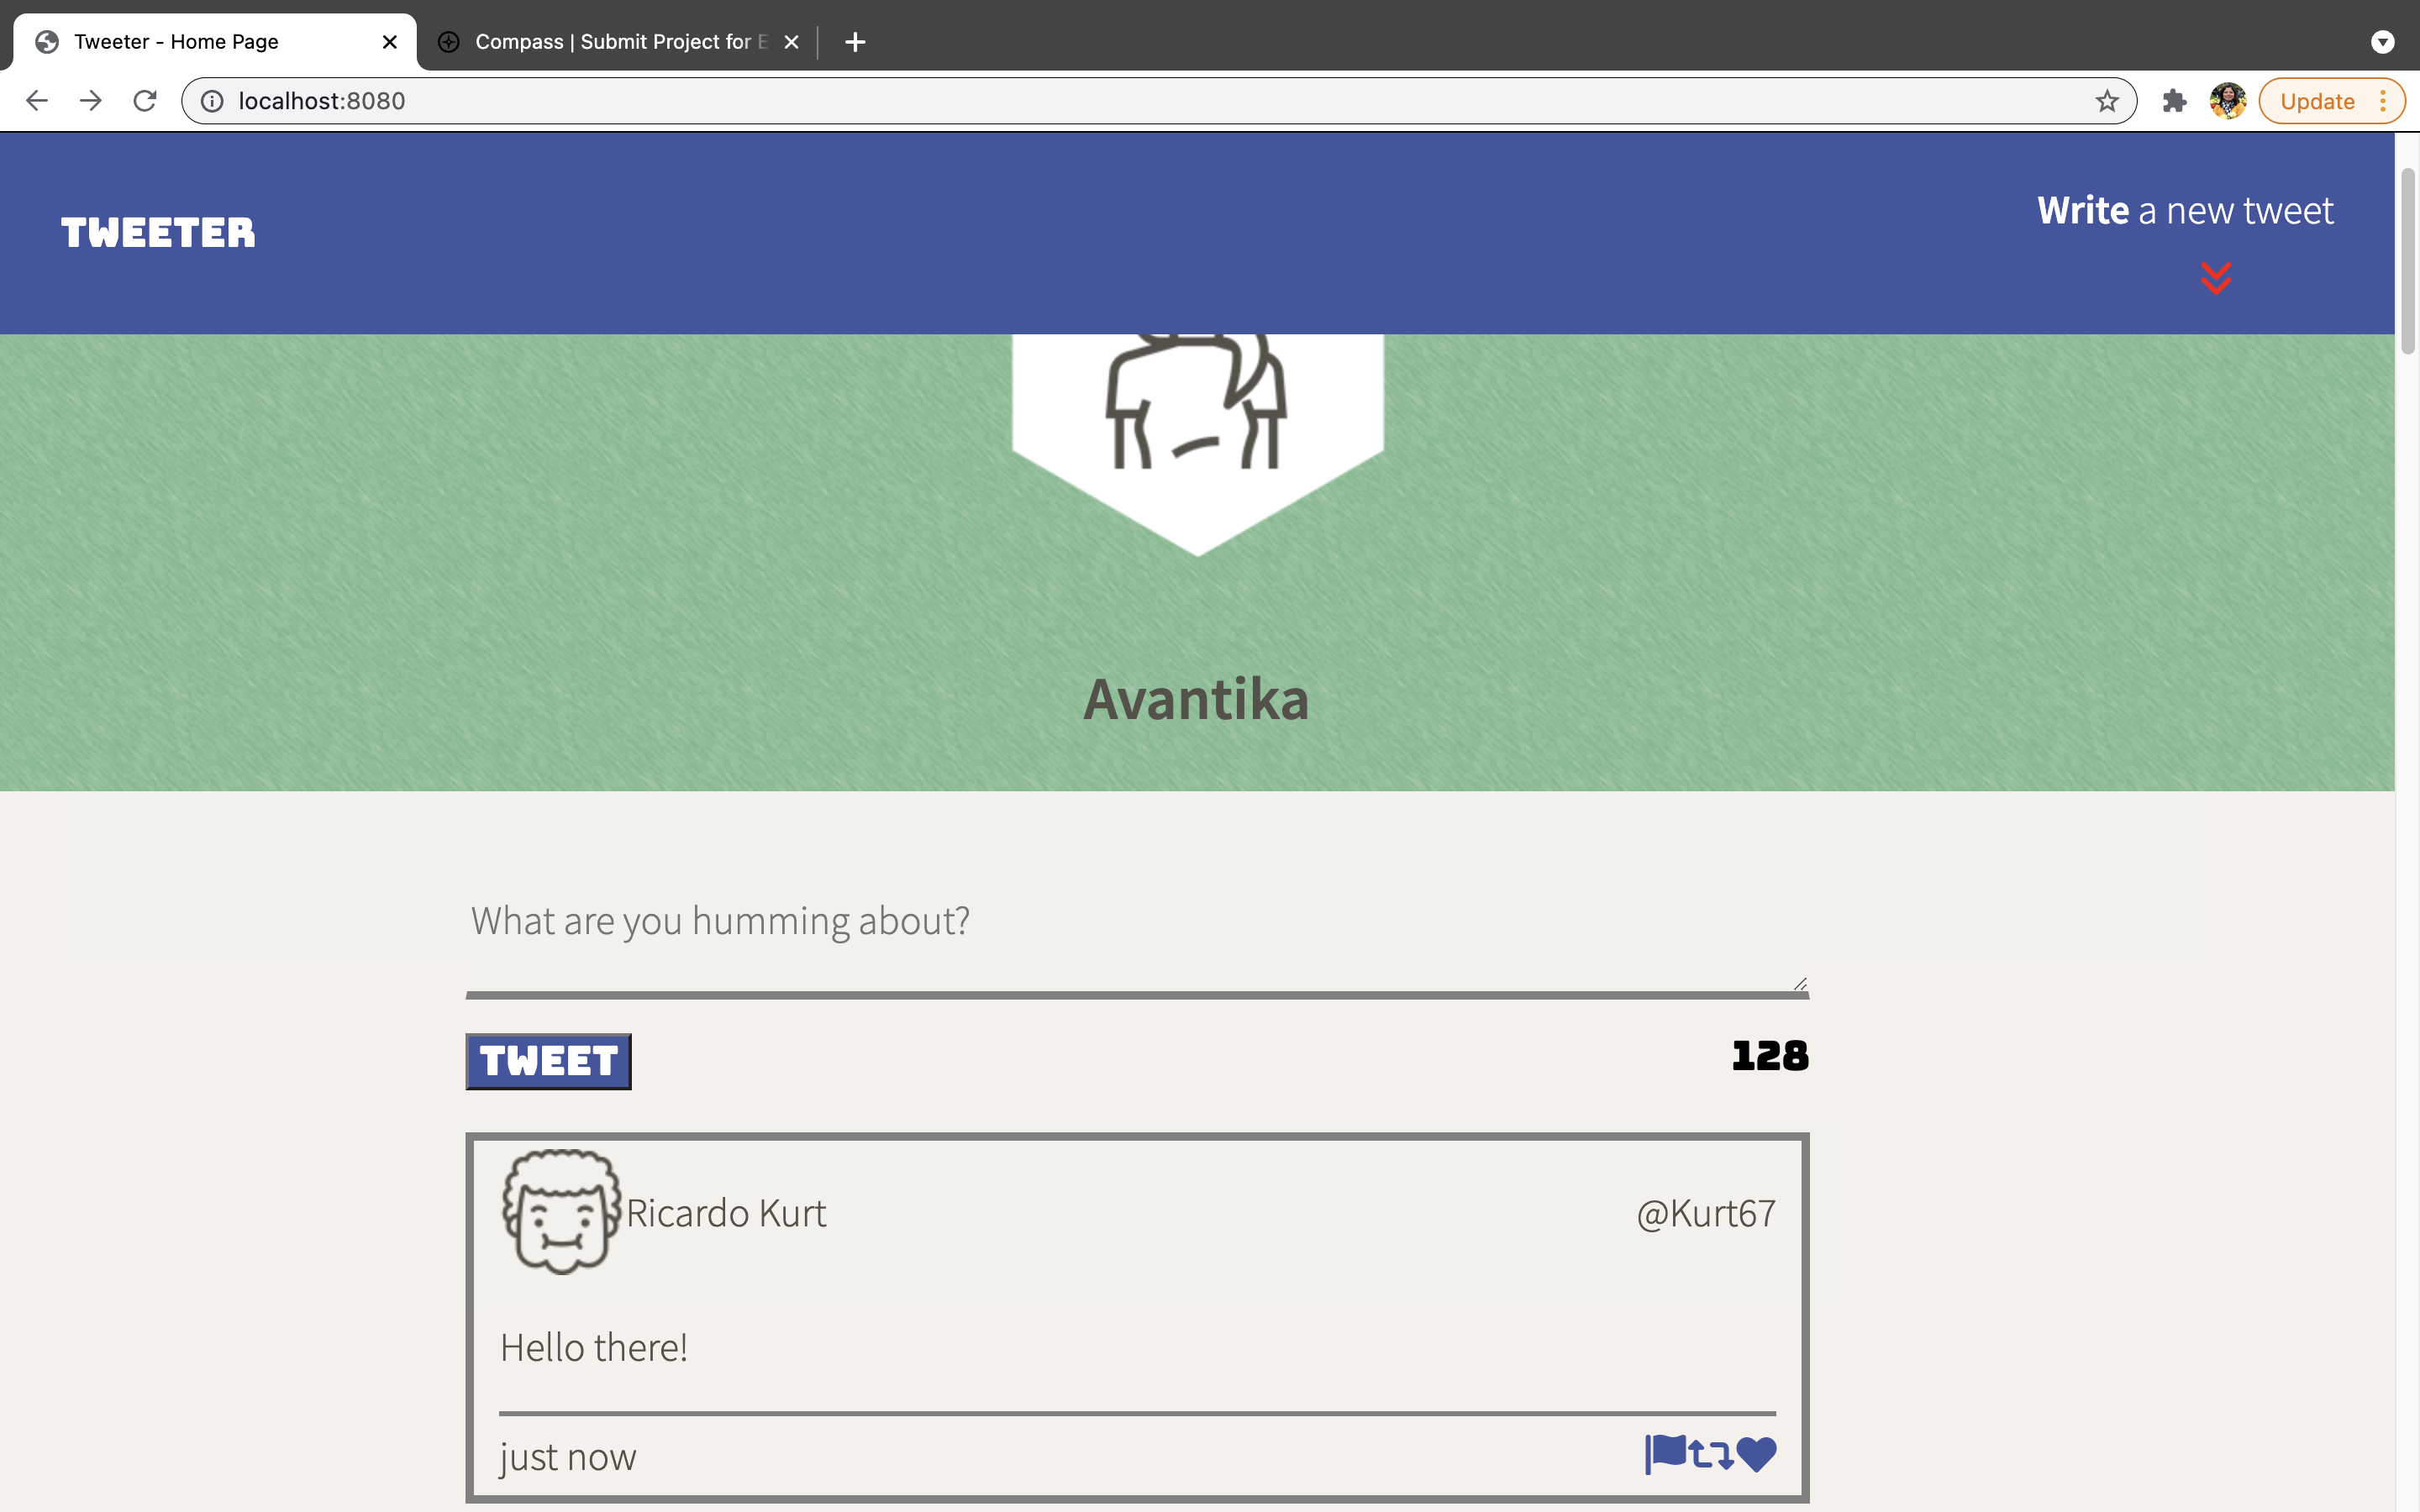 Tweeter - Home Page
Compass | Submit Project for E
localhost:8080
Update
TWEETER
Write a new tweet
Avantika
What are you humming about?
TWEET
128
Ricardo Kurt
@Kurt67
Hello there!
just now